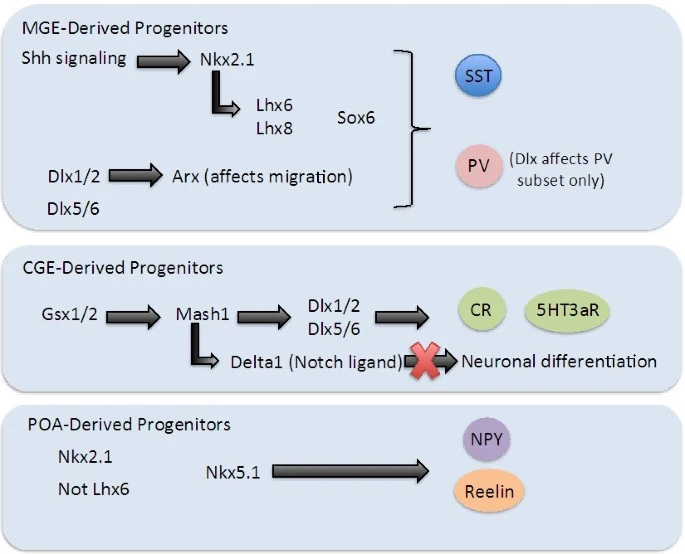 MGE-Derived Progenitors
Shh signaling Nkx2.1
SST
Lhx6
Lhx8
Sox6
PV (Dlx affects PV
subset only)
Dlx1/2 Arx (affects migration)
Dlx5/6
CGE-Derived Progenitors
Gsx1/2 Mash1 Dlx1/2
Dlx5/6
CR 5HT3aR
Delta1 (Notch ligand) Neuronal differentiation
POA-Derived Progenitors
Nkx2.1
Not Lhx6
Nkx5.1
NPY
Reelin